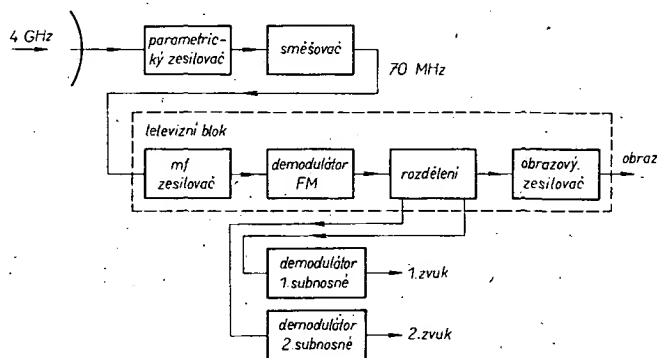 4 GHz
parametric-
ký zesilovač
směšovač
70 MHz
televizní blok
mf
zesilovač
demodulátor
FM
rozdělení
obrazový
zesilovač
obraz
demodulátor
1. subnosné
1. zvuk
demodulátor
2. subnosné
2. zvuk